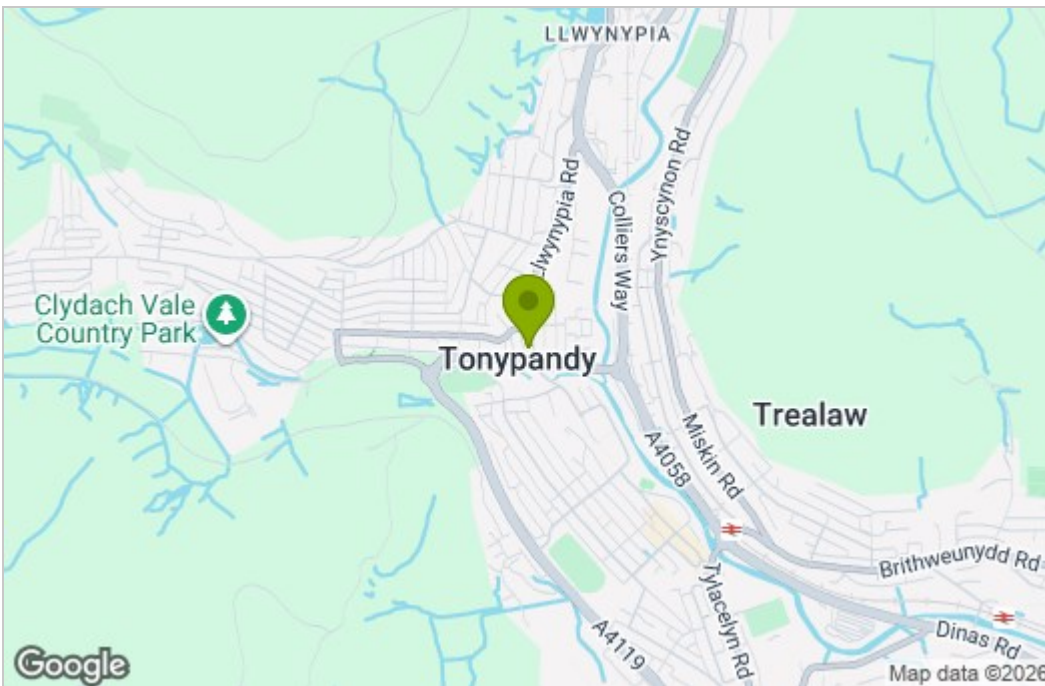 LLWYNYPIA
Llwynypia Rd
Colliers Way
Ynyscynon Rd
Clydach Vale
Country Park
Tonypandy
Trealaw
Miskin Rd
A4058
Brithweunydd Rd
Tylacelyn Rd
A4119
Dinas Rd
Google
Map data ©2026